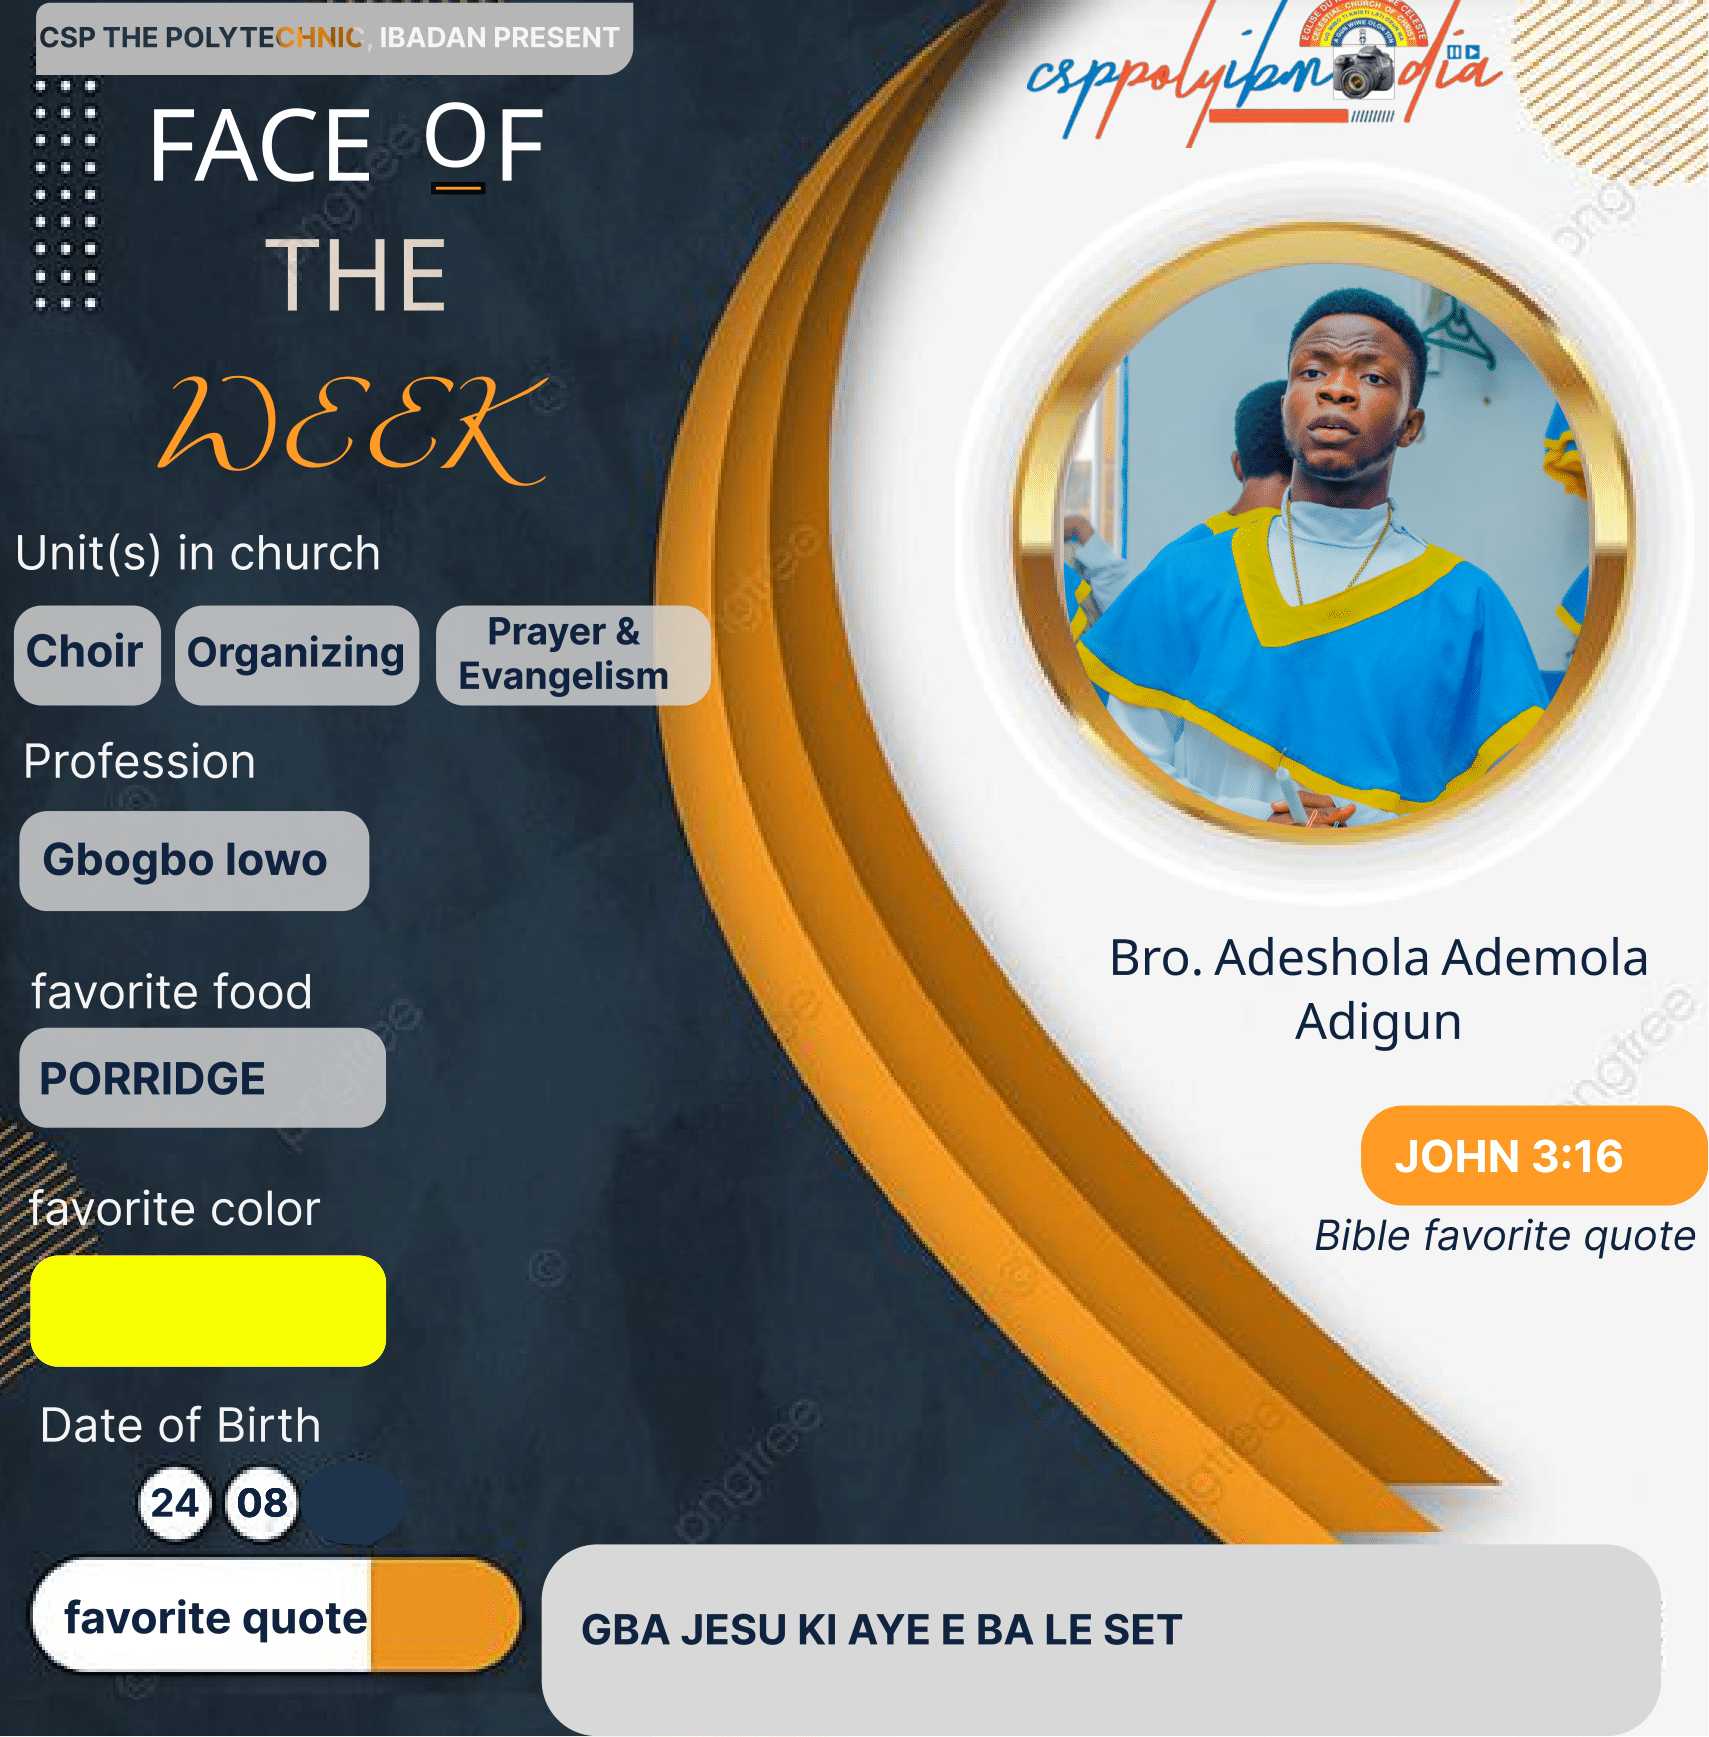 CSP THE POLYTECHNIC, IBADAN PRESENT
csppolyibmedia
FACE OF
THE
WEEK
Unit(s) in church
Choir
Organizing
Prayer &
Evangelism
Profession
Gbogbo lowo
favorite food
PORRIDGE
favorite color
Date of Birth
24 08
favorite quote
GBA JESU KI AYE E BA LE SET
Bro. Adeshola Ademola
Adigun
JOHN 3:16
Bible favorite quote
pngtree